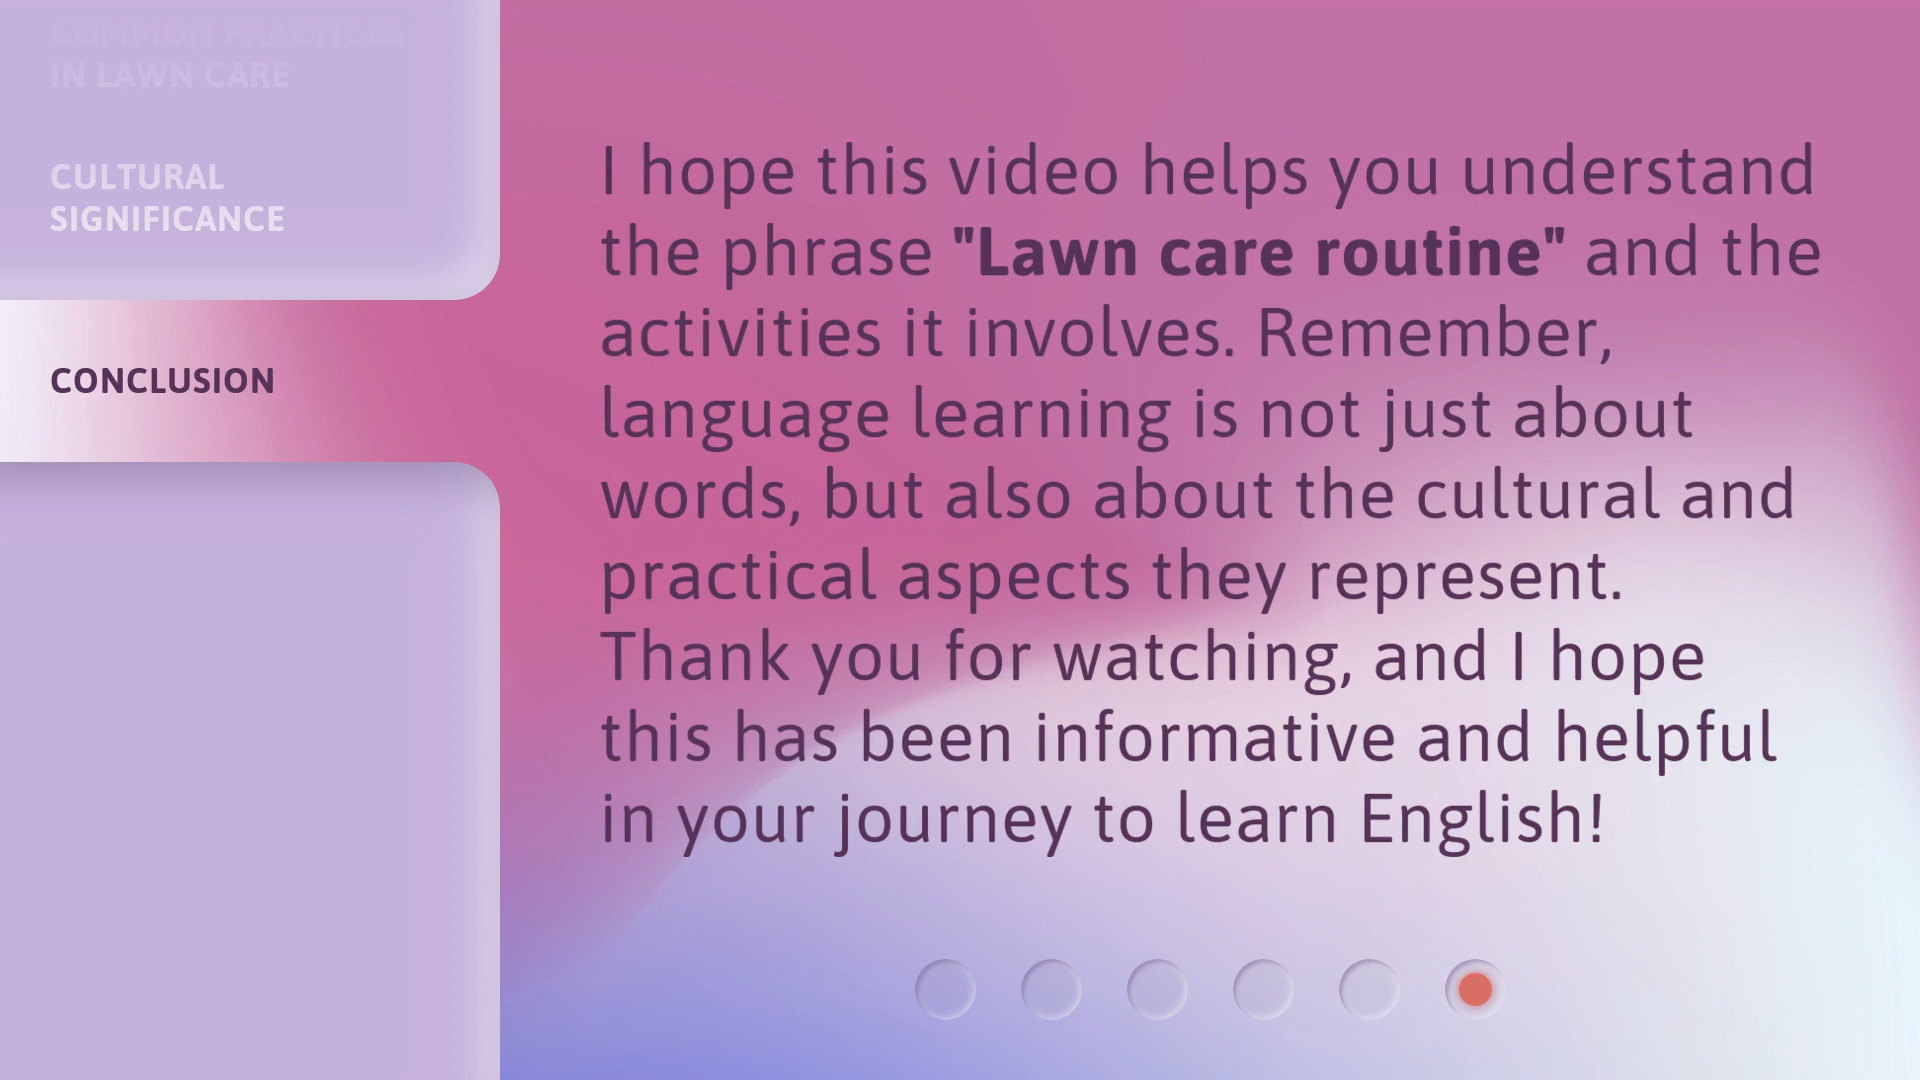 COMMON PRACTICES
IN LAWN CARE
CULTURAL
SIGNIFICANCE
CONCLUSION
I hope this video helps you understand
the phrase "Lawn care routine" and the
activities it involves. Remember,
language learning is not just about
words, but also about the cultural and
practical aspects they represent.
Thank you for watching, and I hope
this has been informative and helpful
in your journey to learn English!